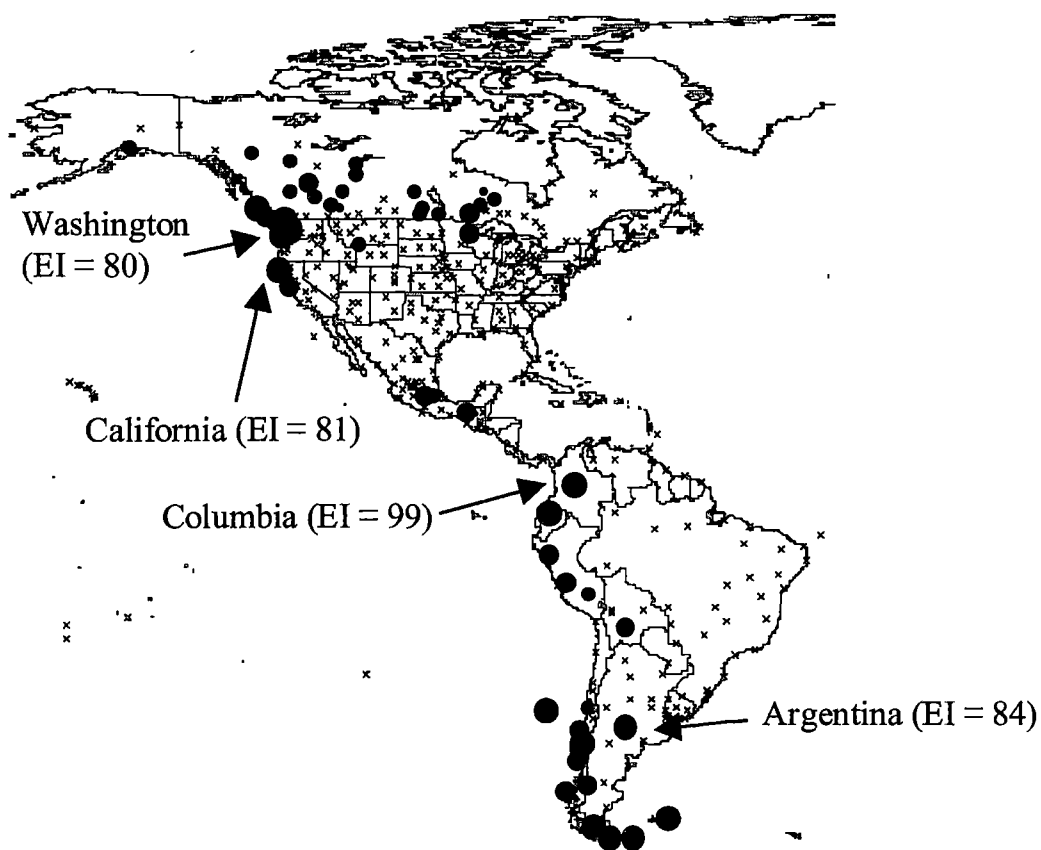 Washington
(EI = 80)
California (EI = 81)
Columbia (EI = 99)
Argentina (EI = 84)